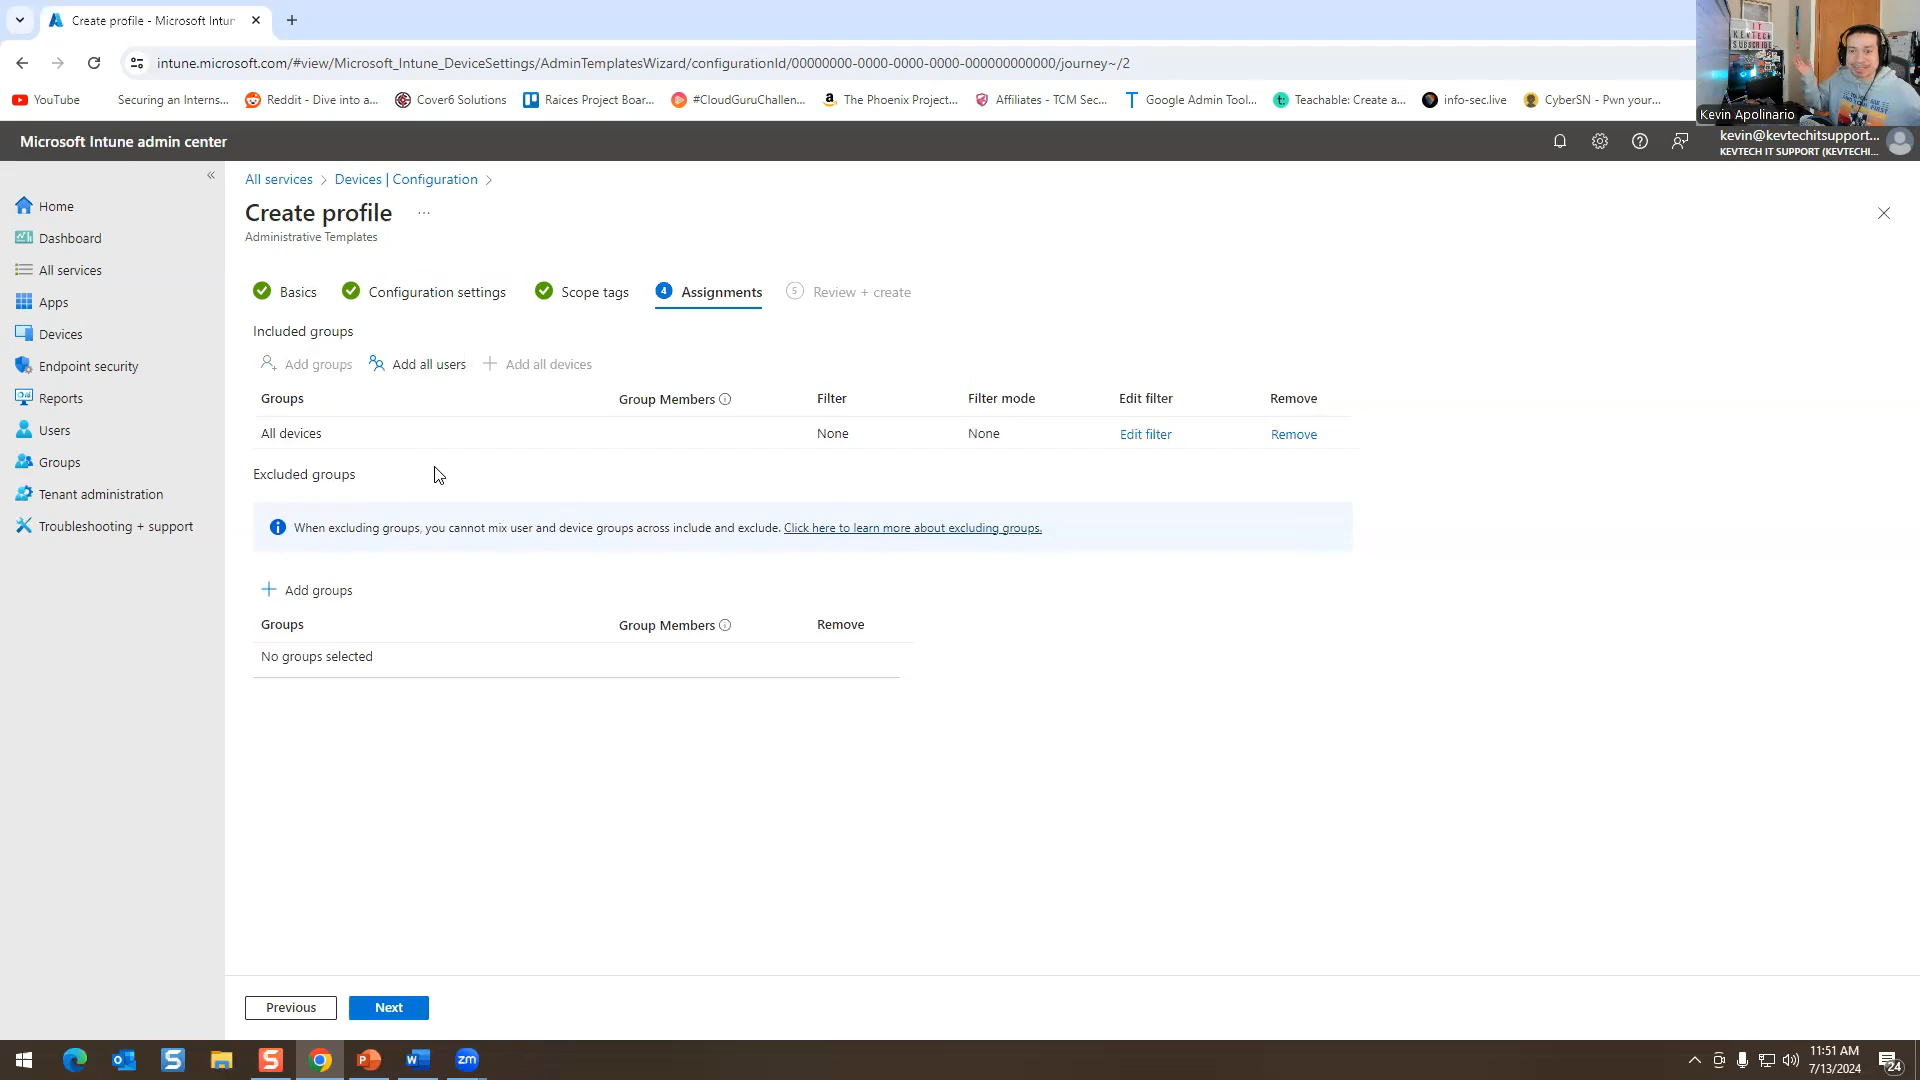 Create profile - Microsoft Intun
intune.microsoft.com/#view/Microsoft_Intune_DeviceSettings/AdminTemplatesWizard/configurationId/00000000-0000-0000-0000-000000000000/journey~/2
YouTube
Securing an Interns...
Reddit - Dive into a...
Cover6 Solutions
Raices Project Boar...
#CloudGuruChallen...
The Phoenix Project...
Affiliates - TCM Sec...
Google Admin Tool...
Teachable: Create a...
info-sec.live
CyberSN - Pwn your...
IT
KEVTECH
SUBSCRIBE
Kevin Apolinario
Microsoft Intune admin center
kevin@kevtechitsupport...
KEVTECH IT SUPPORT (KEVTECHI...
Home
Dashboard
All services
Apps
Devices
Endpoint security
Reports
Users
Groups
Tenant administration
Troubleshooting + support
All services > Devices | Configuration >
Create profile ...
Administrative Templates
Basics
Configuration settings
Scope tags
4 Assignments
5 Review + create
Included groups
Add groups
Add all users
Add all devices
Groups Group Members Filter Filter mode Edit filter Remove
All devices None None Edit filter Remove
Excluded groups
When excluding groups, you cannot mix user and device groups across include and exclude. Click here to learn more about excluding groups.
Add groups
Groups Group Members Remove
No groups selected
Previous
Next
zm
11:51 AM
7/13/2024
24